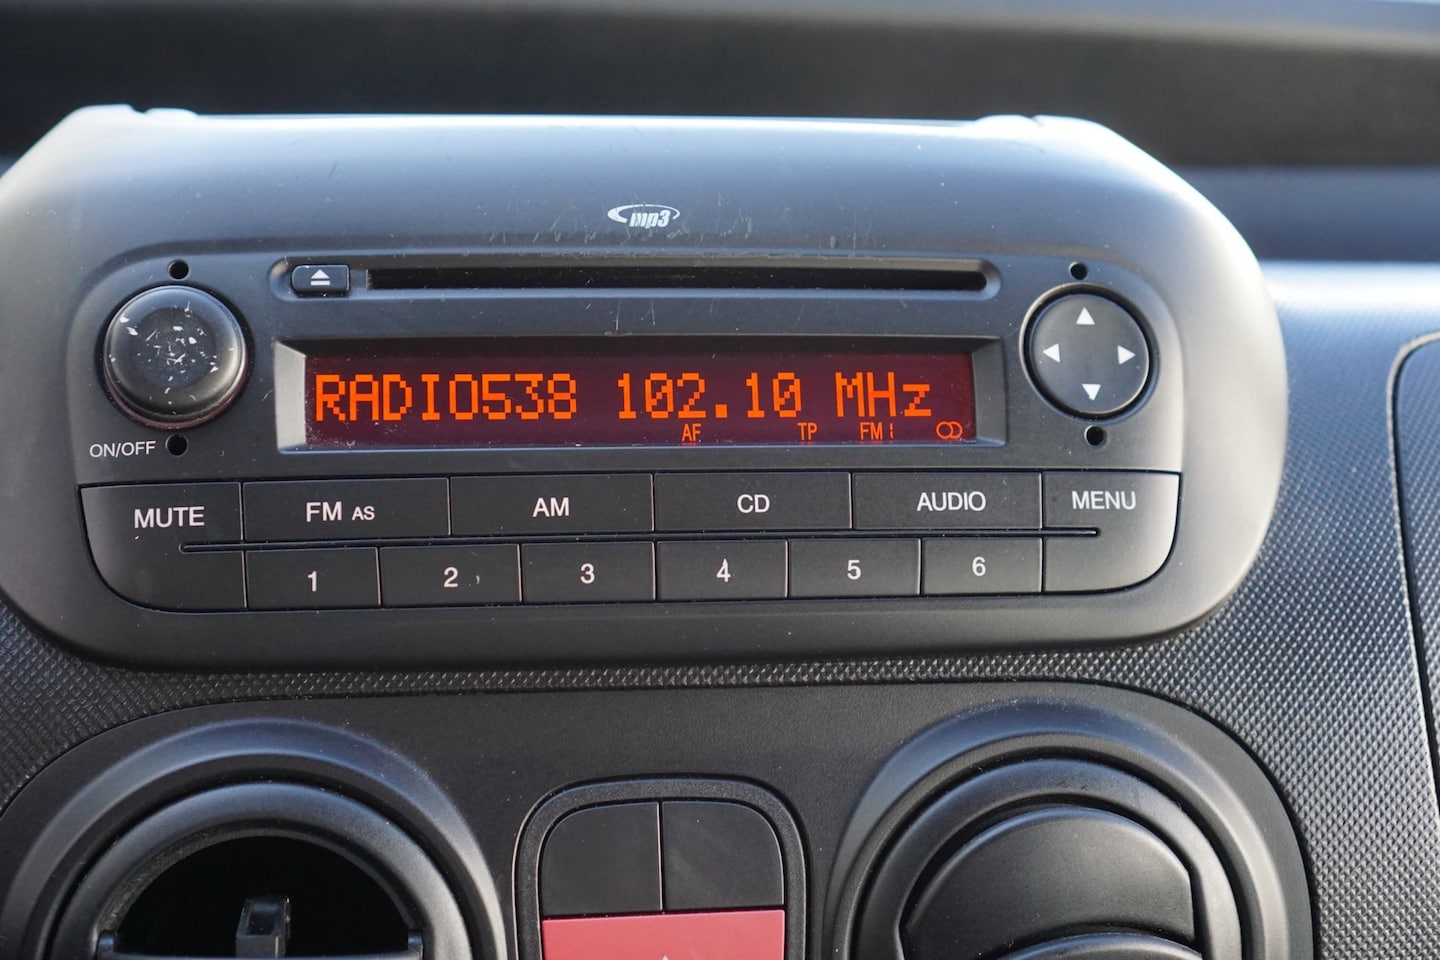 mp3
RADIO538 102.10 MHz
AF TP FM1
ON/OFF
MUTE FM AS AM CD AUDIO MENU
1 2 3 4 5 6